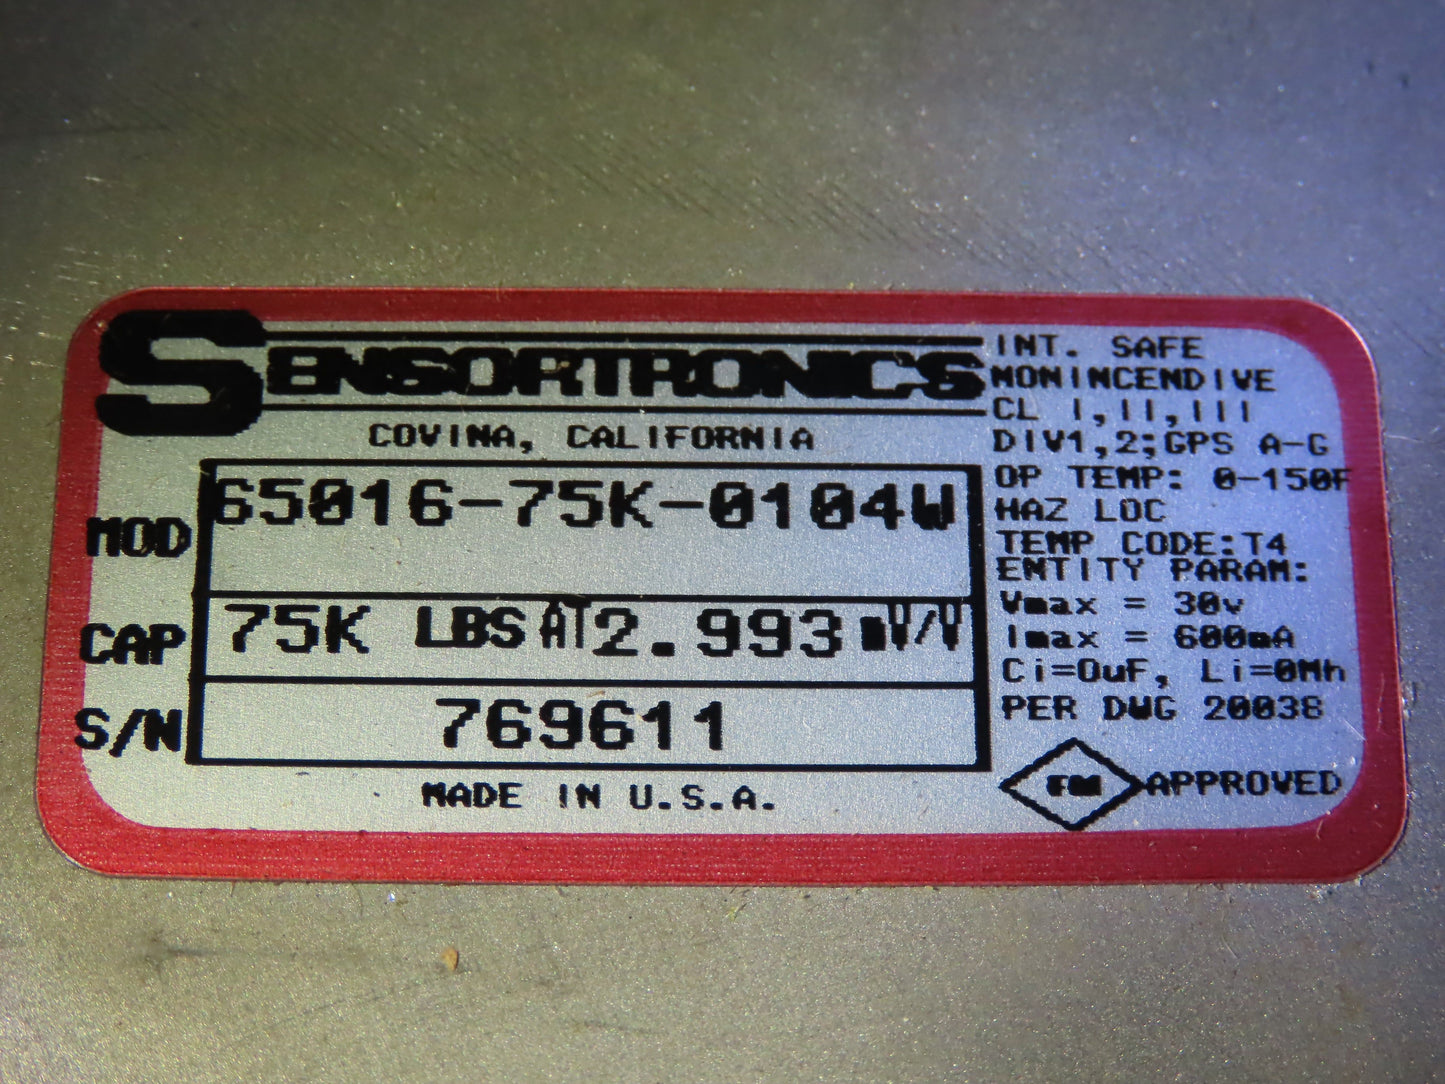 SENSORTRONICS
COVINA, CALIFORNIA
MOD 65016-75K-0104W
CAP 75K LBS AT 2.993 mV/V
S/N 769611
MADE IN U.S.A.
INT. SAFE
NONINCENDIVE
CL I,II,III
DIV1,2;GPS A-G
OP TEMP: 0-150F
HAZ LOC
TEMP CODE:T4
ENTITY PARAM:
Vmax = 30v
Imax = 600mA
Ci=0uF, Li=0Mh
PER DWG 20038
FM APPROVED